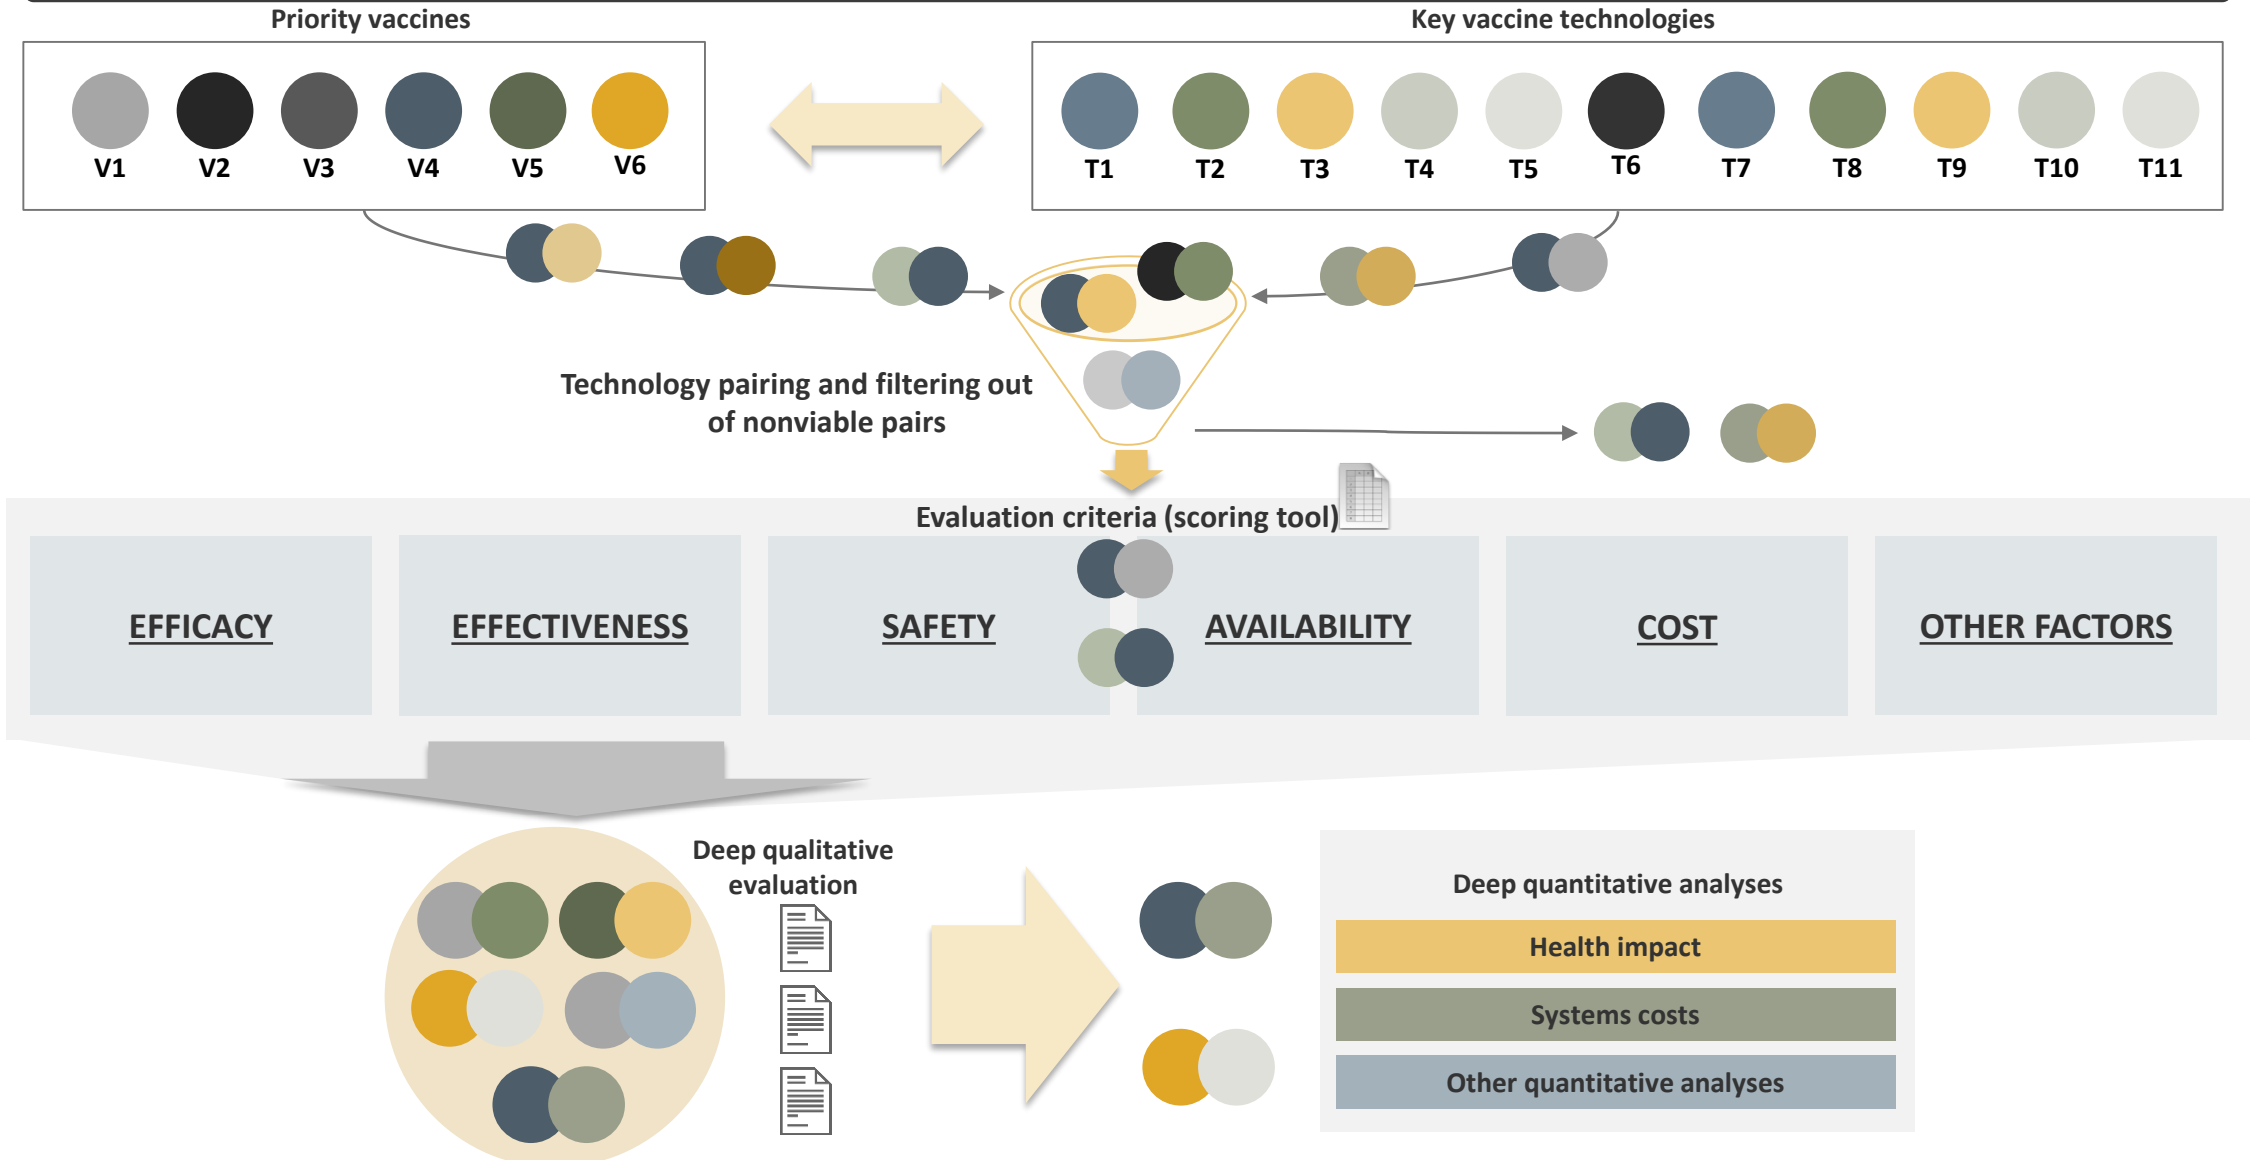 Priority vaccines
Key vaccine technologies
V1 V2 V3 V4 V5 V6
T1 T2 T3 T4 T5 T6 T7 T8 T9 T10 T11
Technology pairing and filtering out
of nonviable pairs
Evaluation criteria (scoring tool)
EFFICACY
EFFECTIVENESS
SAFETY
AVAILABILITY
COST
OTHER FACTORS
Deep qualitative
evaluation
Deep quantitative analyses
Health impact
Systems costs
Other quantitative analyses